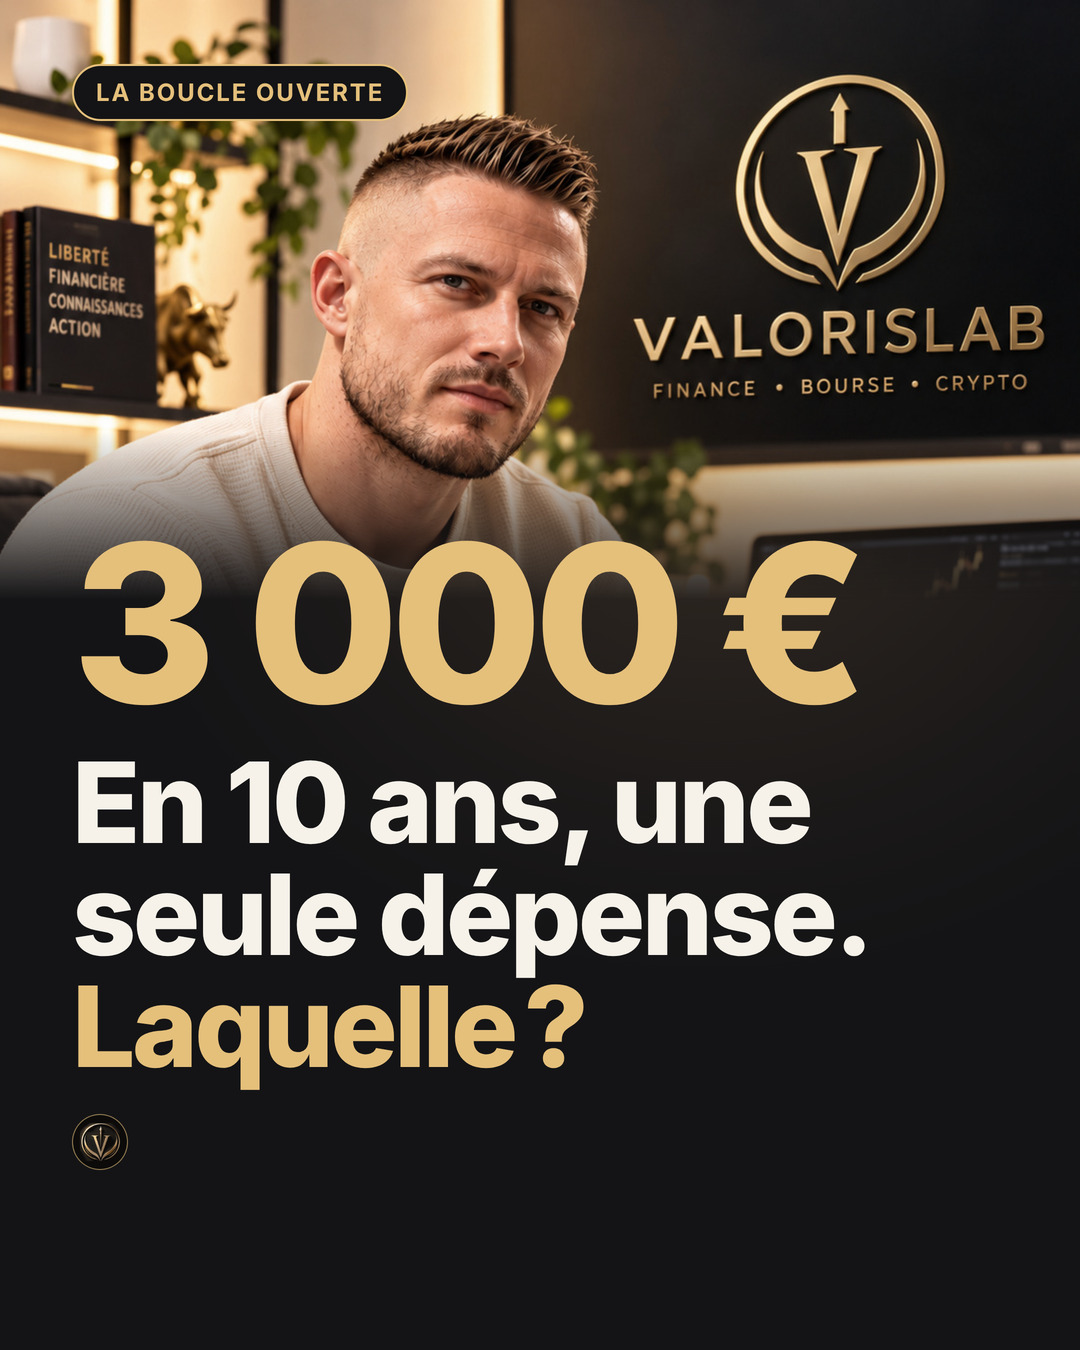 LA BOUCLE OUVERTE
LIBERTÉ
FINANCIÈRE
CONNAISSANCES
ACTION
V
VALORISLAB
FINANCE • BOURSE • CRYPTO
3 000 €
En 10 ans, une
seule dépense.
Laquelle ?
V